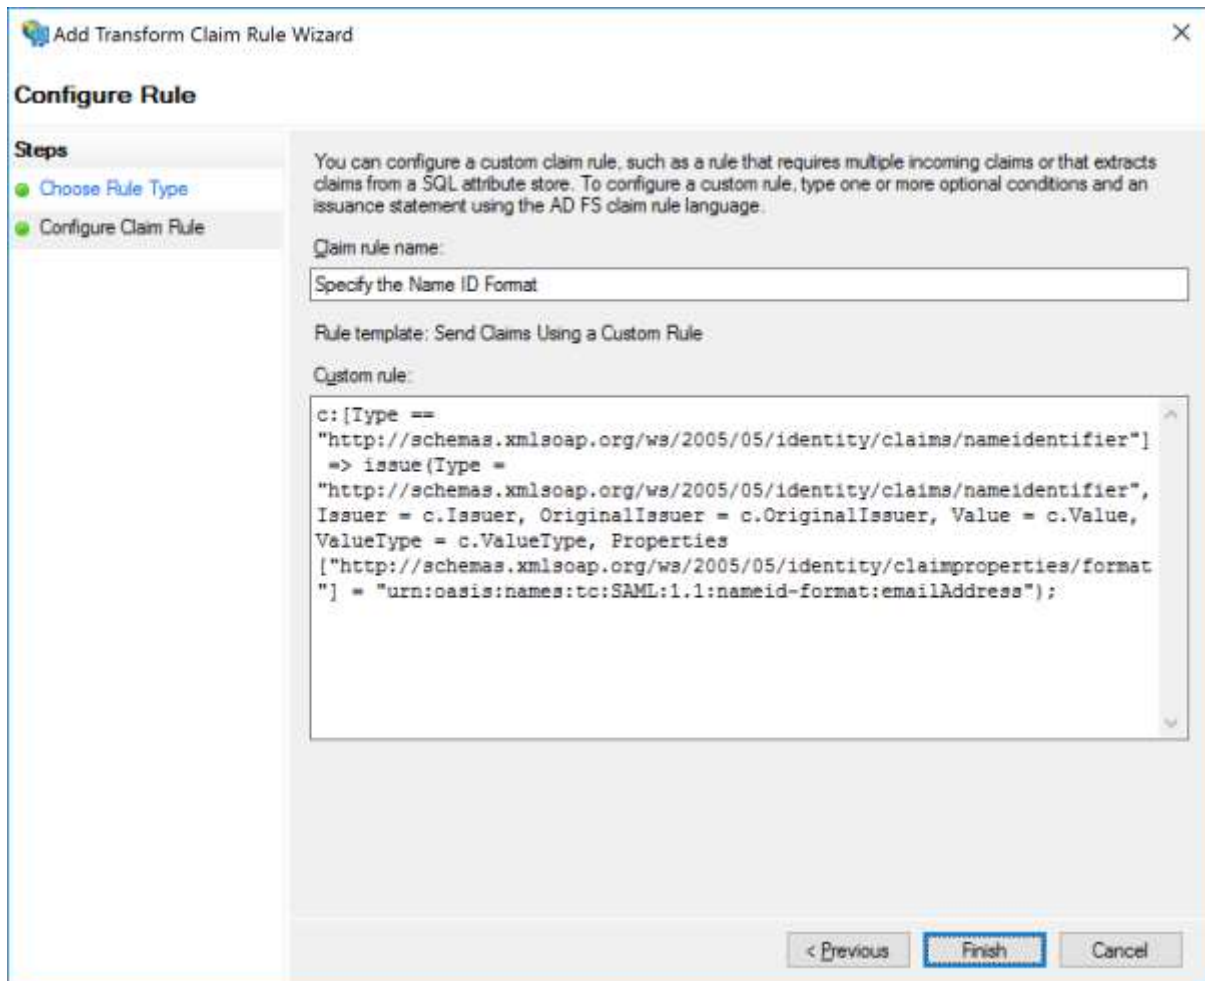 Add Transform Claim Rule Wizard
Configure Rule
Steps
Choose Rule Type
Configure Claim Rule
You can configure a custom claim rule, such as a rule that requires multiple incoming claims or that extracts
claims from a SQL attribute store. To configure a custom rule, type one or more optional conditions and an
issuance statement using the AD FS claim rule language.
Claim rule name:
Specify the Name ID Format
Rule template: Send Claims Using a Custom Rule
Custom rule:
c:[Type ==
"http://schemas.xmlsoap.org/ws/2005/05/identity/claims/nameidentifier"]
=> issue(Type =
"http://schemas.xmlsoap.org/ws/2005/05/identity/claims/nameidentifier",
Issuer = c.Issuer, OriginalIssuer = c.OriginalIssuer, Value = c.Value,
ValueType = c.ValueType, Properties
["http://schemas.xmlsoap.org/ws/2005/05/identity/claimproperties/format
"] = "urn:oasis:names:tc:SAML:1.1:nameid-format:emailAddress");
< Previous
Finish
Cancel